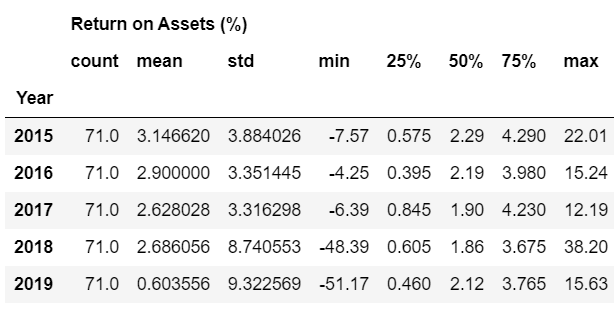 Return on Assets (%)
count mean std min 25% 50% 75% max
Year
2015 71.0 3.146620 3.884026 -7.57 0.575 2.29 4.290 22.01
2016 71.0 2.900000 3.351445 -4.25 0.395 2.19 3.980 15.24
2017 71.0 2.628028 3.316298 -6.39 0.845 1.90 4.230 12.19
2018 71.0 2.686056 8.740553 -48.39 0.605 1.86 3.675 38.20
2019 71.0 0.603556 9.322569 -51.17 0.460 2.12 3.765 15.63